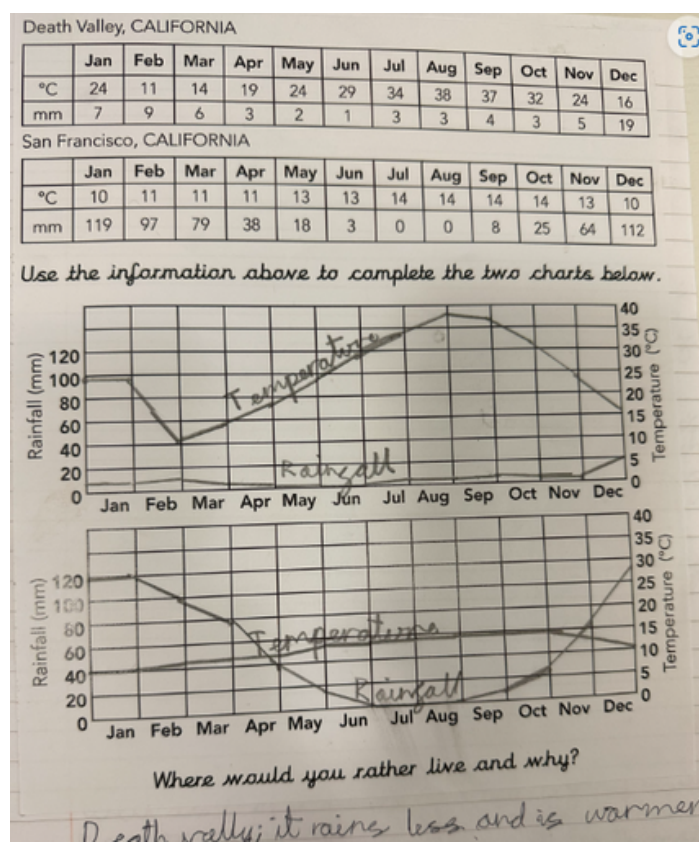 Death Valley, CALIFORNIA
Jan Feb Mar Apr May Jun Jul Aug Sep Oct Nov Dec
°C 24 11 14 19 24 29 34 38 37 32 24 16
mm 7 9 6 3 2 1 3 3 4 3 5 19
San Francisco, CALIFORNIA
Jan Feb Mar Apr May Jun Jul Aug Sep Oct Nov Dec
°C 10 11 11 11 13 13 14 14 14 14 13 10
mm 119 97 79 38 18 3 0 0 8 25 64 112
Use the information above to complete the two charts below.
Rainfall (mm)
120
100
80
60
40
20
0
Temperature
Rainfall
40
35
30
25
20
15
10
5
0
Temperature (°C)
Jan Feb Mar Apr May Jun Jul Aug Sep Oct Nov Dec
Rainfall (mm)
120
100
80
60
40
20
0
Temperature
Rainfall
40
35
30
25
20
15
10
5
0
Temperature (°C)
Jan Feb Mar Apr May Jun Jul Aug Sep Oct Nov Dec
Where would you rather live and why?
Death vally; it rains less and is warmer